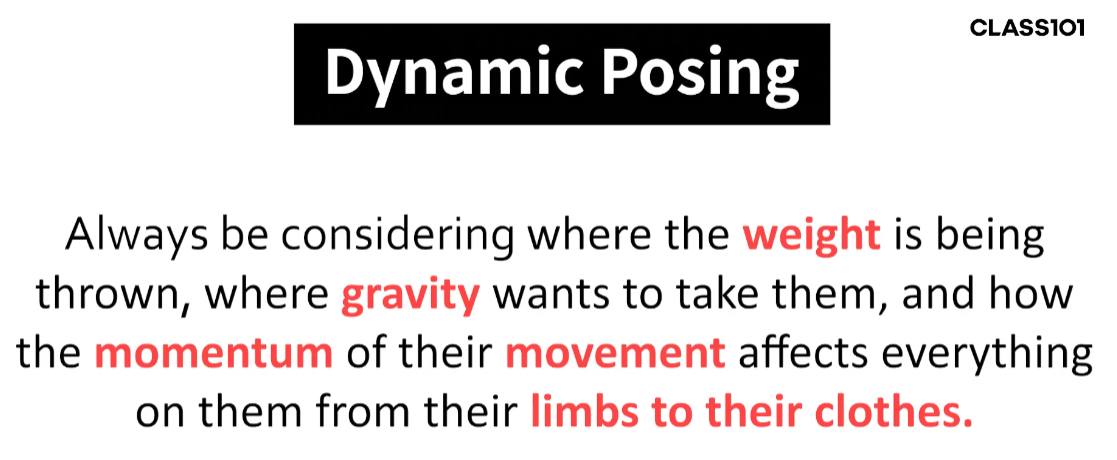 CLASS101
Dynamic Posing
Always be considering where the weight is being
thrown, where gravity wants to take them, and how
the momentum of their movement affects everything
on them from their limbs to their clothes.